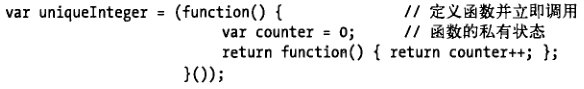 var uniqueInteger = (function() {                // 定义函数并立即调用
                         var counter = 0;      // 函数的私有状态
                         return function() { return counter++; };
                     }());